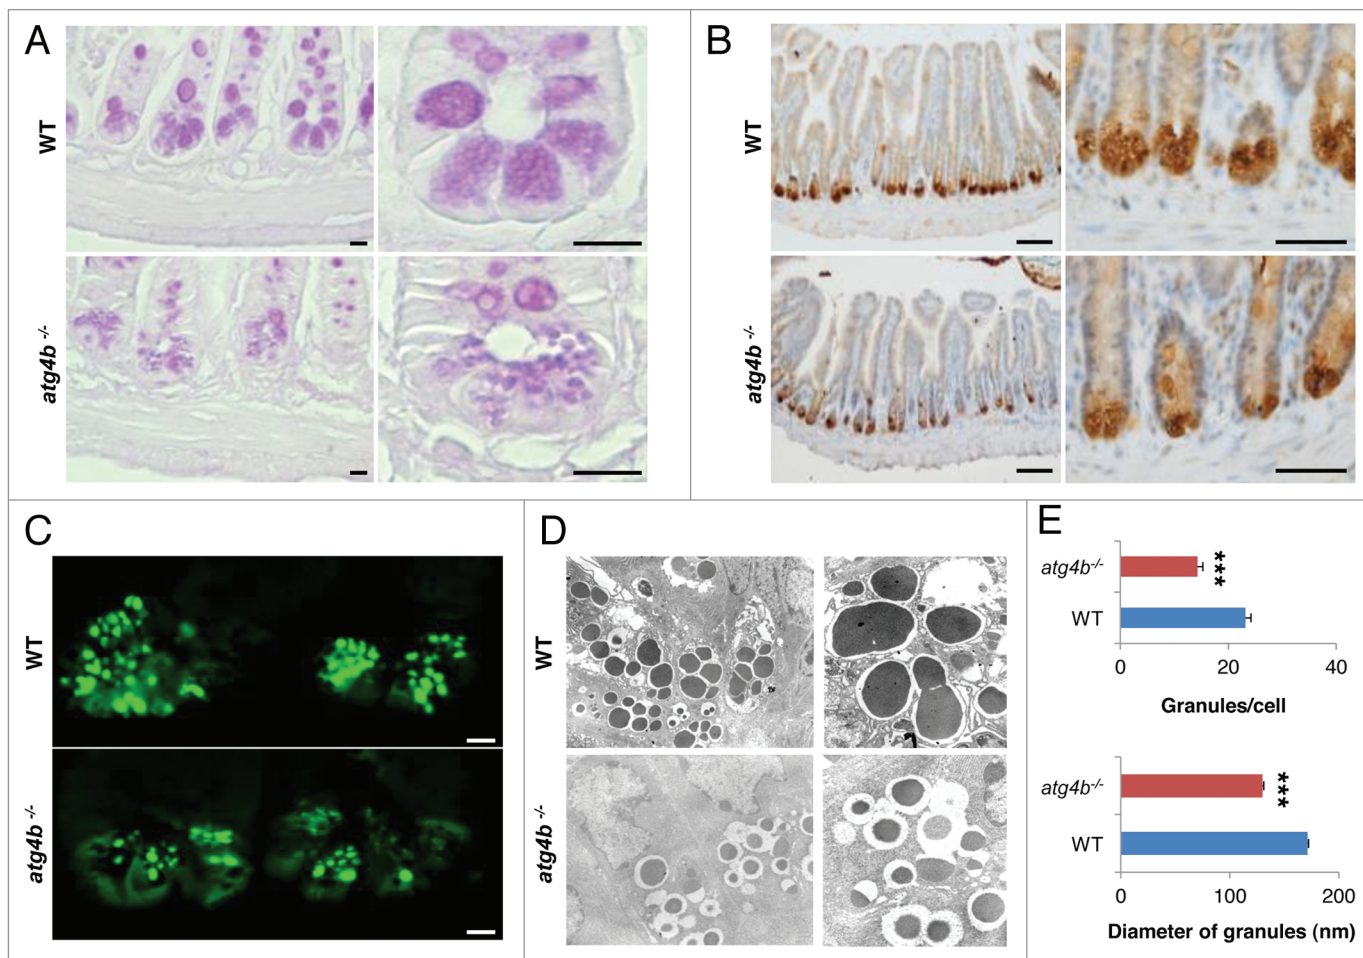 A
WT
atg4b -/-
B
WT
atg4b -/-
C
WT
atg4b -/-
D
WT
atg4b -/-
E
atg4b-/-
***
WT
0 20 40
Granules/cell
atg4b-/-
***
WT
0 100 200
Diameter of granules (nm)